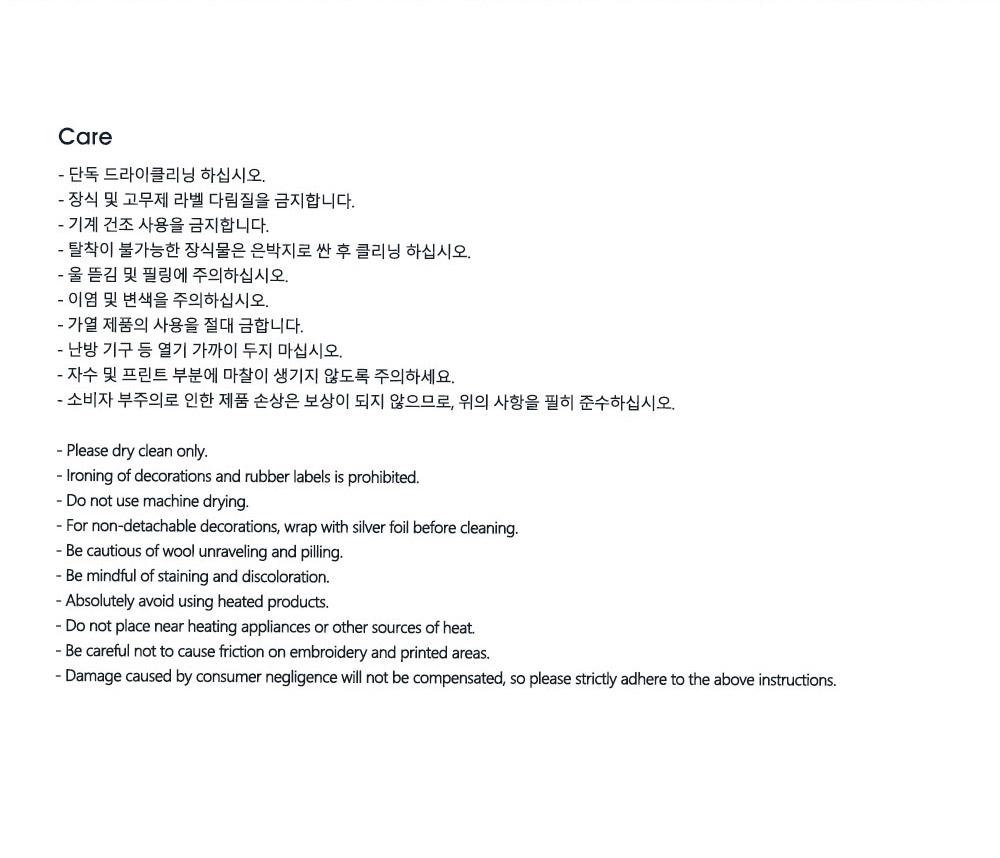 Care
- 단독 드라이클리닝 하십시오.
- 장식 및 고무제 라벨 다림질을 금지합니다.
- 기계 건조 사용을 금지합니다.
- 탈착이 불가능한 장식물은 은박지로 싼 후 클리닝 하십시오.
- 울 뜯김 및 필링에 주의하십시오.
- 이염 및 변색을 주의하십시오.
- 가열 제품의 사용을 절대 금합니다.
- 난방 기구 등 열기 가까이 두지 마십시오.
- 자수 및 프린트 부분에 마찰이 생기지 않도록 주의하세요.
- 소비자 부주의로 인한 제품 손상은 보상이 되지 않으므로, 위의 사항을 필히 준수하십시오.
- Please dry clean only.
- Ironing of decorations and rubber labels is prohibited.
- Do not use machine drying.
- For non-detachable decorations, wrap with silver foil before cleaning.
- Be cautious of wool unraveling and pilling.
- Be mindful of staining and discoloration.
- Absolutely avoid using heated products.
- Do not place near heating appliances or other sources of heat.
- Be careful not to cause friction on embroidery and printed areas.
- Damage caused by consumer negligence will not be compensated, so please strictly adhere to the above instructions.